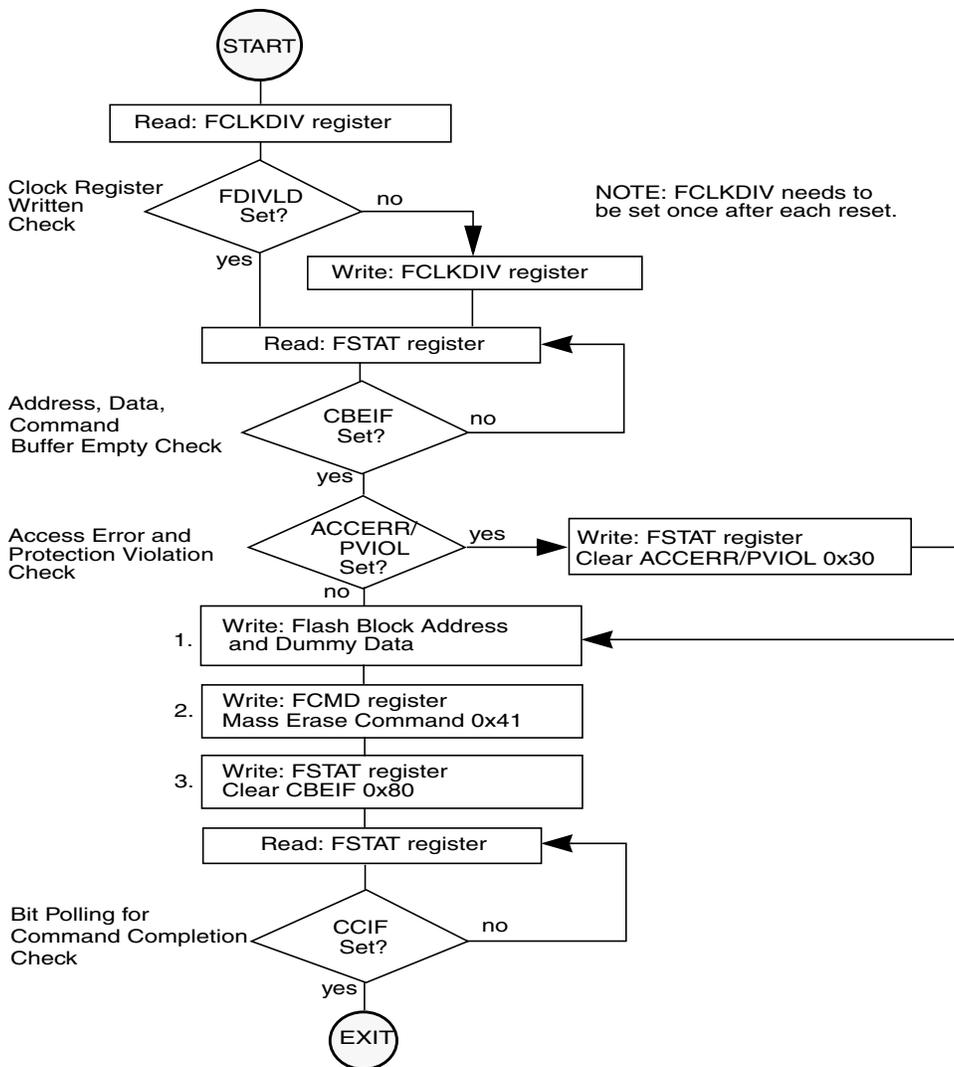 START
Read: FCLKDIV register
Clock Register
Written
Check
FDIVLD
Set?
no
NOTE: FCLKDIV needs to
be set once after each reset.
yes
Write: FCLKDIV register
Read: FSTAT register
Address, Data,
Command
Buffer Empty Check
CBEIF
Set?
no
yes
Access Error and
Protection Violation
Check
ACCERR/
PVIOL
Set?
yes
Write: FSTAT register
Clear ACCERR/PVIOL 0x30
no
1.
Write: Flash Block Address
and Dummy Data
2.
Write: FCMD register
Mass Erase Command 0x41
3.
Write: FSTAT register
Clear CBEIF 0x80
Read: FSTAT register
Bit Polling for
Command Completion
Check
CCIF
Set?
no
yes
EXIT